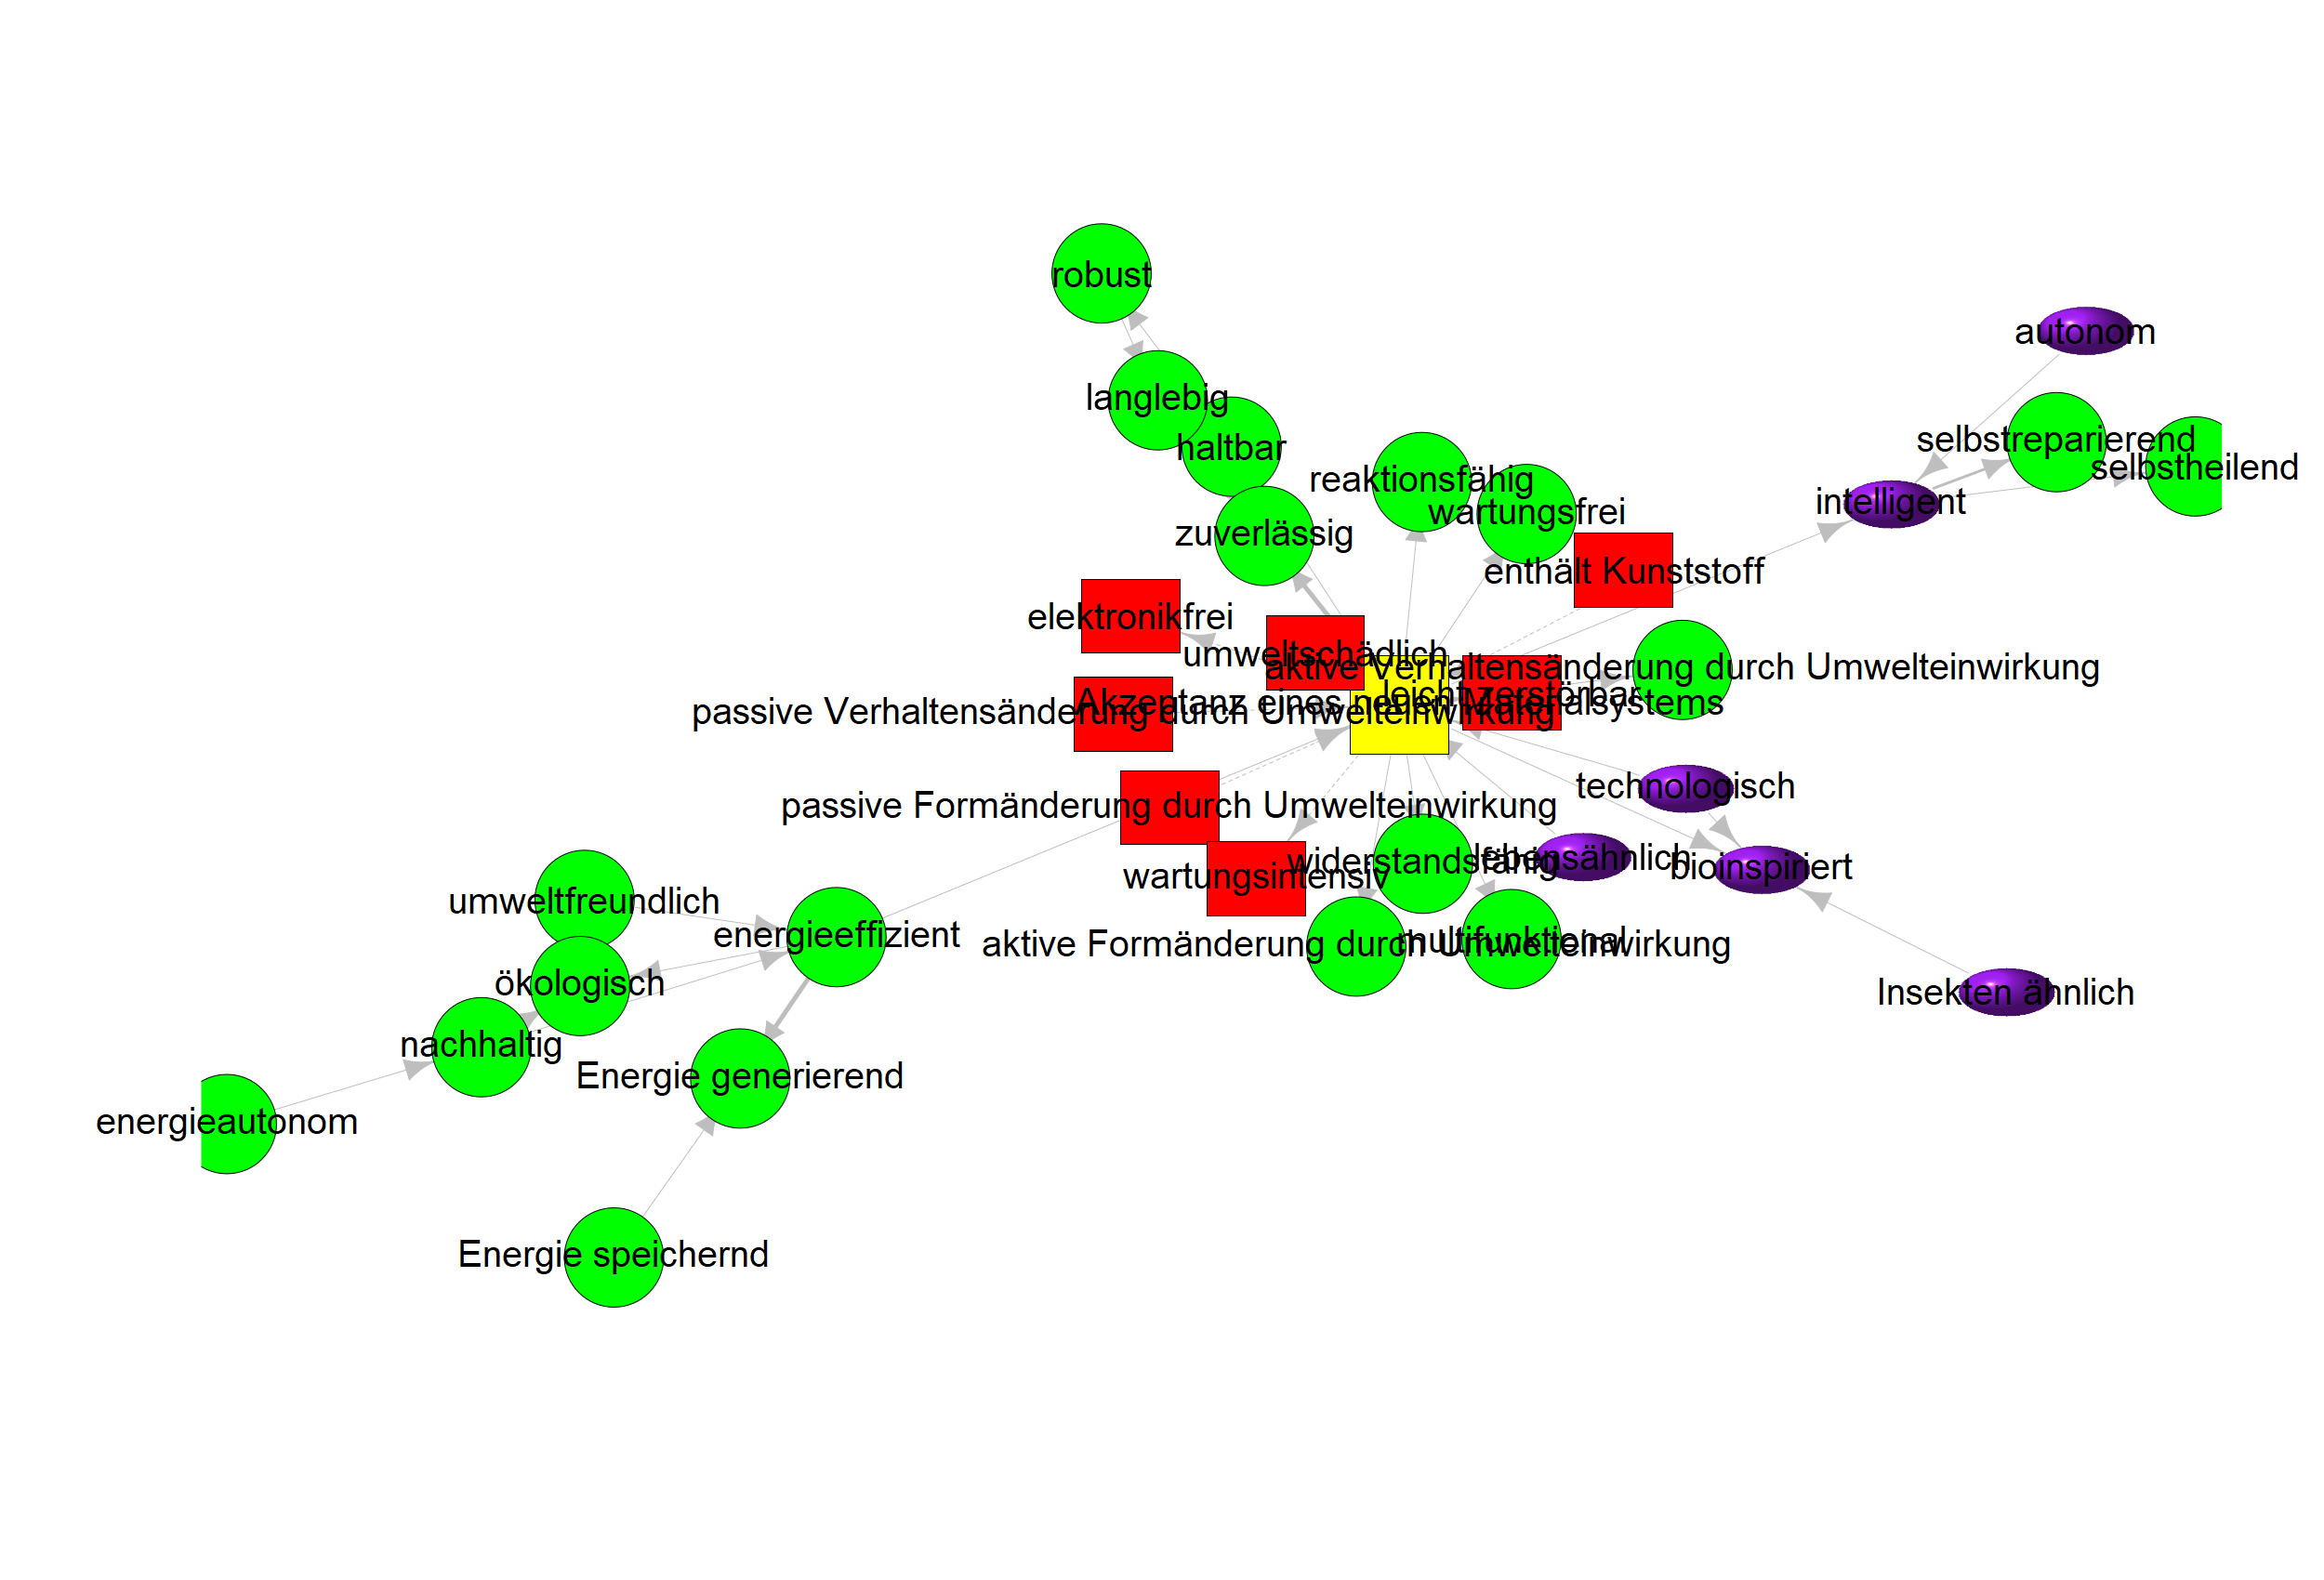 robust
autonom
langlebig
haltbar
selbstreparierend
selbstheilend
reaktionsfähig
intelligent
wartungsfrei
zuverlässig
enthält Kunststoff
elektronikfrei
umweltschädlich
aktive Verhaltensänderung durch Umwelteinwirkung
leicht zerstörbar
Akzeptanz eines neuen Materialsystems
passive Verhaltensänderung durch Umwelteinwirkung
technologisch
passive Formänderung durch Umwelteinwirkung
widerstandsfähig
lebensähnlich
bioinspiriert
wartungsintensiv
umweltfreundlich
energieeffizient
aktive Formänderung durch Umwelteinwirkung
multifunktional
ökologisch
Insekten ähnlich
nachhaltig
Energie generierend
energieautonom
Energie speichernd